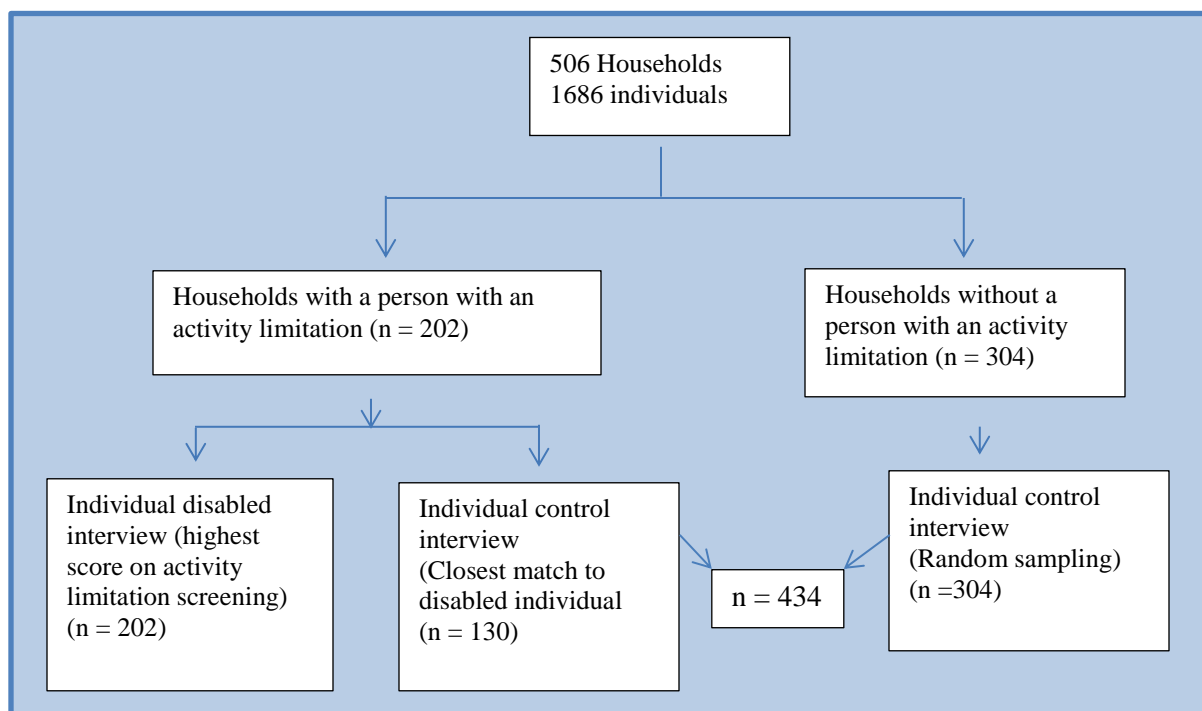 506 Households
1686 individuals
Households with a person with an
activity limitation (n = 202)
Households without a
person with an activity
limitation (n = 304)
Individual disabled
interview (highest
score on activity
limitation screening)
(n = 202)
Individual control
interview
(Closest match to
disabled individual
(n = 130)
n = 434
Individual control
interview
(Random sampling)
(n =304)